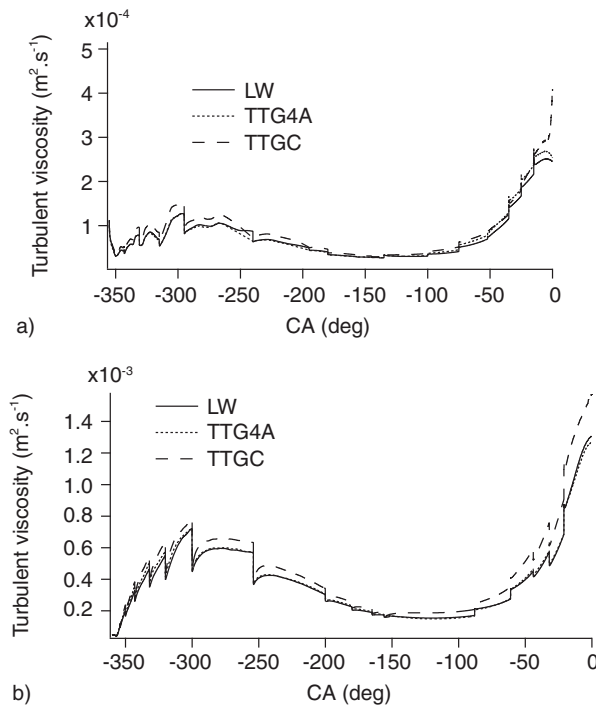 x10-4
Turbulent viscosity (m2.s-1)
5
4
3
2
1
LW
TTG4A
TTGC
-350 -300 -250 -200 -150 -100 -50 0
CA (deg)
a)
x10-3
Turbulent viscosity (m2.s-1)
1.4
1.2
1.0
0.8
0.6
0.4
0.2
LW
TTG4A
TTGC
-350 -300 -250 -200 -150 -100 -50 0
CA (deg)
b)